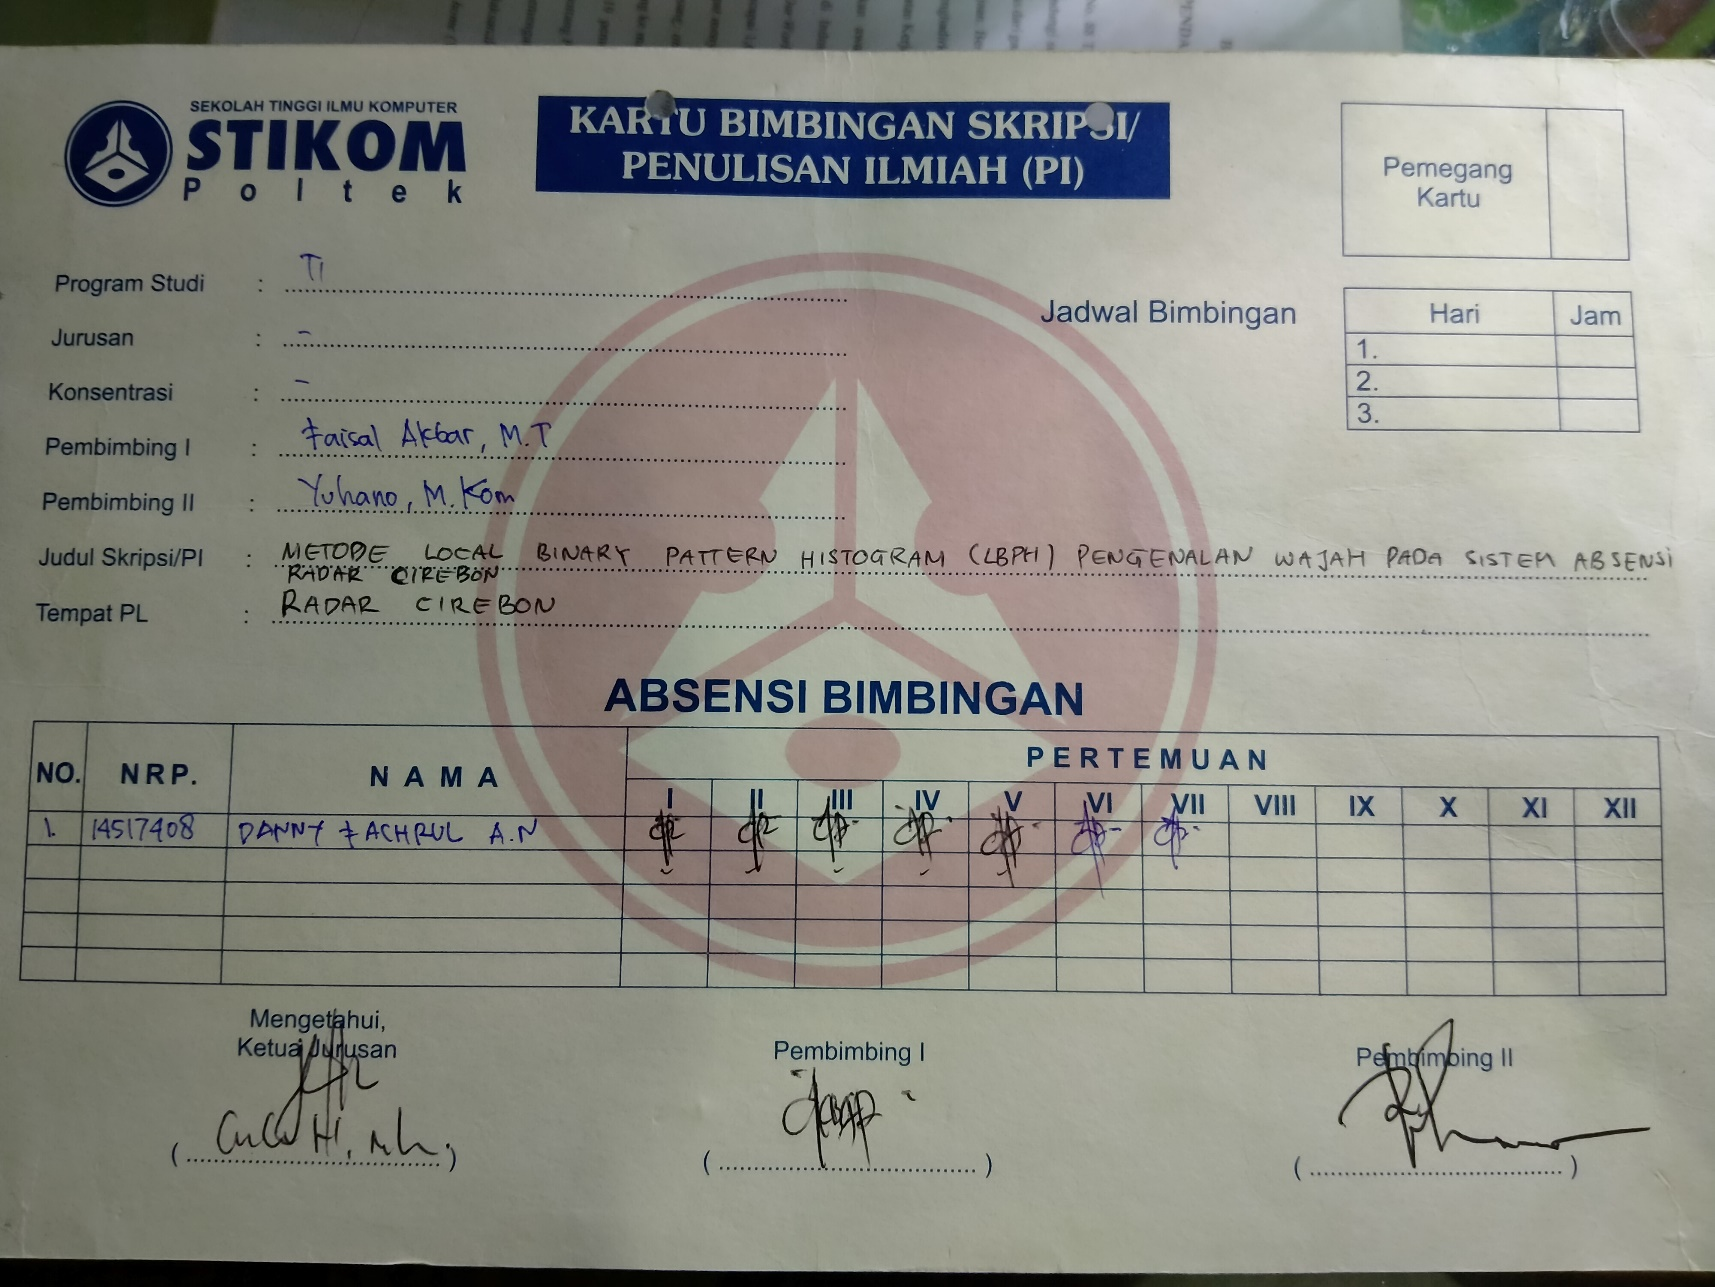 SEKOLAH TINGGI ILMU KOMPUTER
STIKOM
Poltek
KARTU BIMBINGAN SKRIPSI/
PENULISAN ILMIAH (PI)
Pemegang
Kartu
Program Studi : TI
Jurusan : -
Konsentrasi : -
Pembimbing I : Faisal Akbar, M.T
Pembimbing II : Yuhano, M.Kom
Judul Skripsi/PI : METODE LOCAL BINARY PATTERN HISTOGRAM (LBPH) PENGENALAN WAJAH PADA SISTEM ABSENSI
RADAR CIREBON
Tempat PL : RADAR CIREBON
Jadwal Bimbingan
Hari Jam
1.
2.
3.
ABSENSI BIMBINGAN
NO. NRP. NAMA PERTEMUAN
I II III IV V VI VII VIII IX X XI XII
1. 14517408 DANNY FACHRUL A.N
Mengetahui,
Ketua Jurusan
Pembimbing I
Pembimbing II